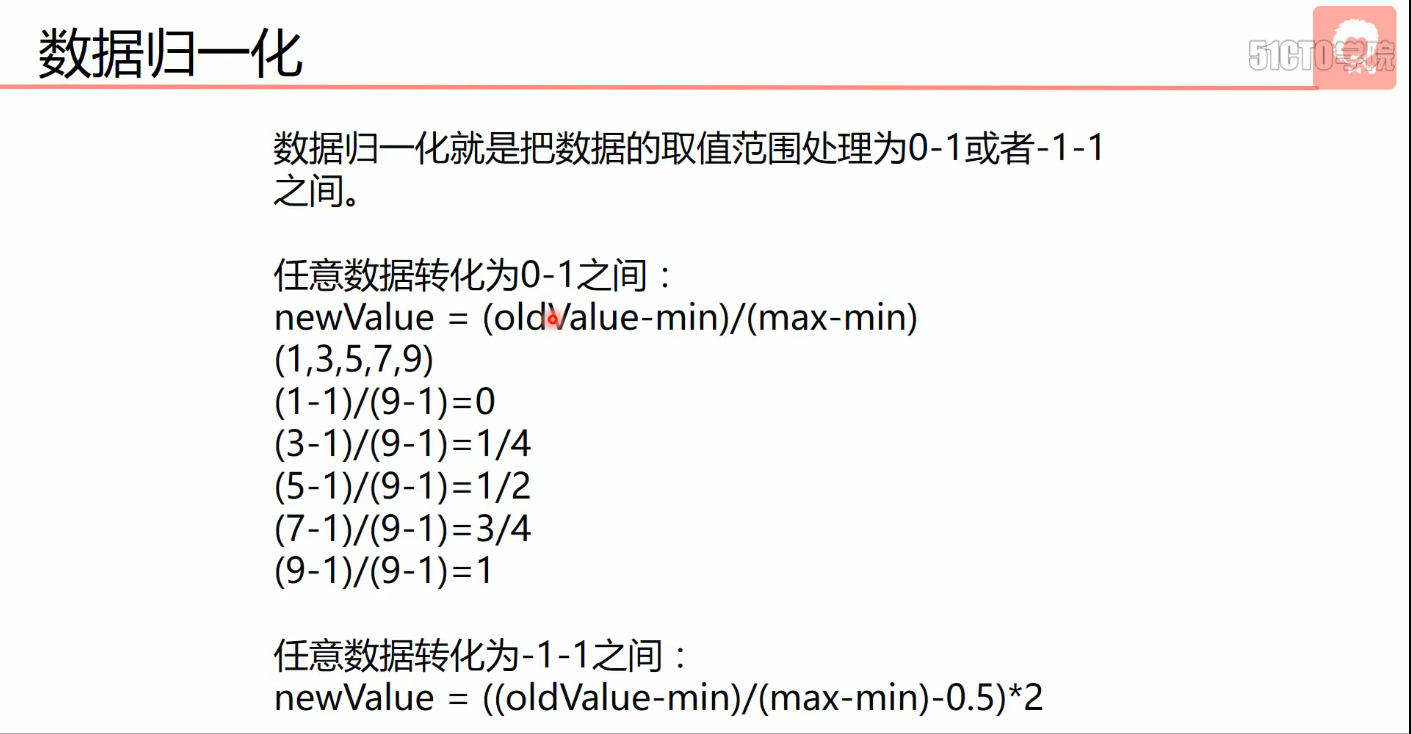 数据归一化
51CTO学院
数据归一化就是把数据的取值范围处理为0-1或者-1-1
之间。
任意数据转化为0-1之间：
newValue = (oldValue-min)/(max-min)
(1,3,5,7,9)
(1-1)/(9-1)=0
(3-1)/(9-1)=1/4
(5-1)/(9-1)=1/2
(7-1)/(9-1)=3/4
(9-1)/(9-1)=1
任意数据转化为-1-1之间：
newValue = ((oldValue-min)/(max-min)-0.5)*2